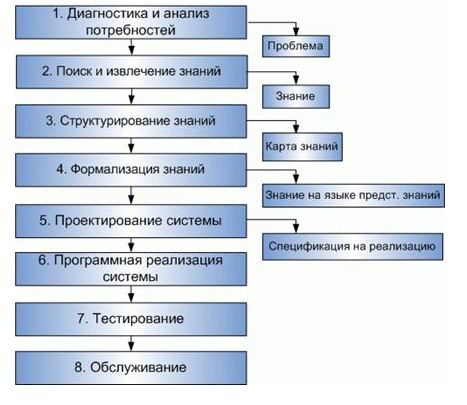 1. Диагностика и анализ
потребностей
Проблема
2. Поиск и извлечение знаний
Знание
3. Структурирование знаний
Карта знаний
4. Формализация знаний
Знание на языке предст. знаний
5. Проектирование системы
Спецификация на реализацию
6. Программная реализация
системы
7. Тестирование
8. Обслуживание